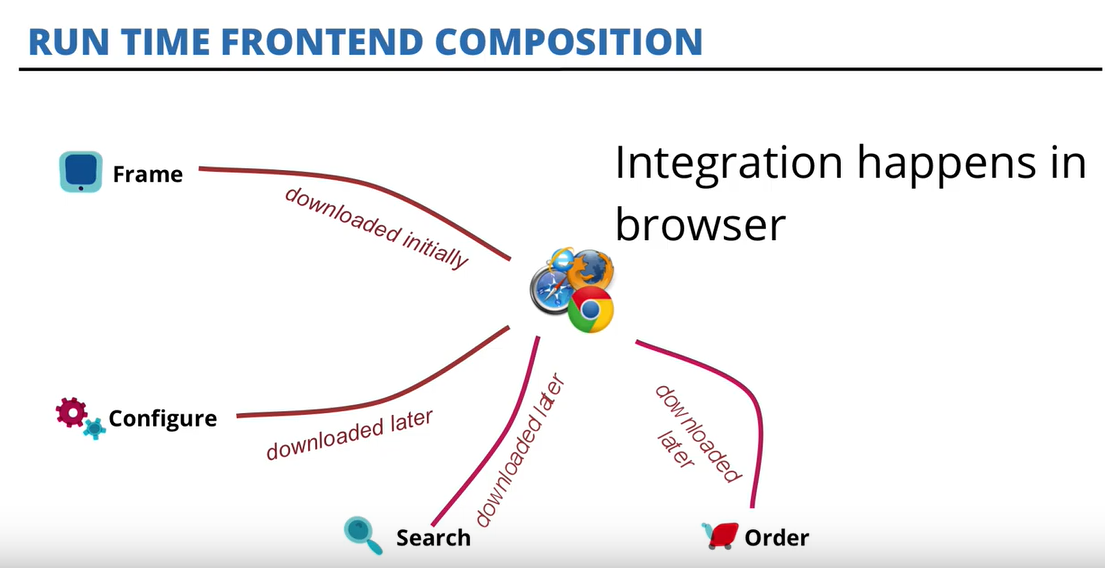 RUN TIME FRONTEND COMPOSITION
Frame
downloaded initially
Integration happens in
browser
Configure
downloaded later
Search
downloaded later
downloaded
later
Order